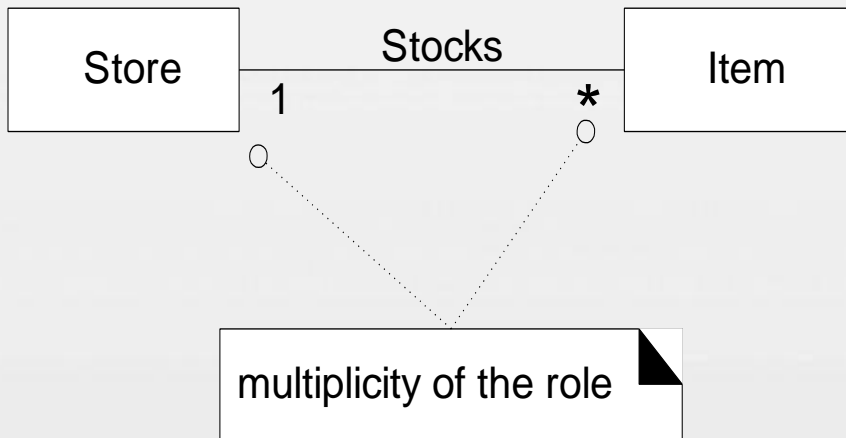 Stocks
Store
Item
1
*
multiplicity of the role